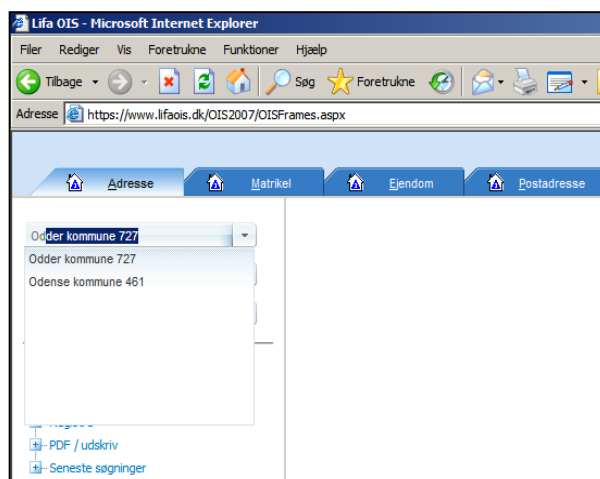 Lifa OIS - Microsoft Internet Explorer
Filer Rediger Vis Foretrukne Funktioner Hjælp
Tilbage Søg Foretrukne
Adresse https://www.lifaois.dk/OIS2007/OISFrames.aspx
Adresse Matrikel Ejendom Postadresse
Odder kommune 727
Odder kommune 727
Odense kommune 461
PDF / udskriv
Seneste søgninger